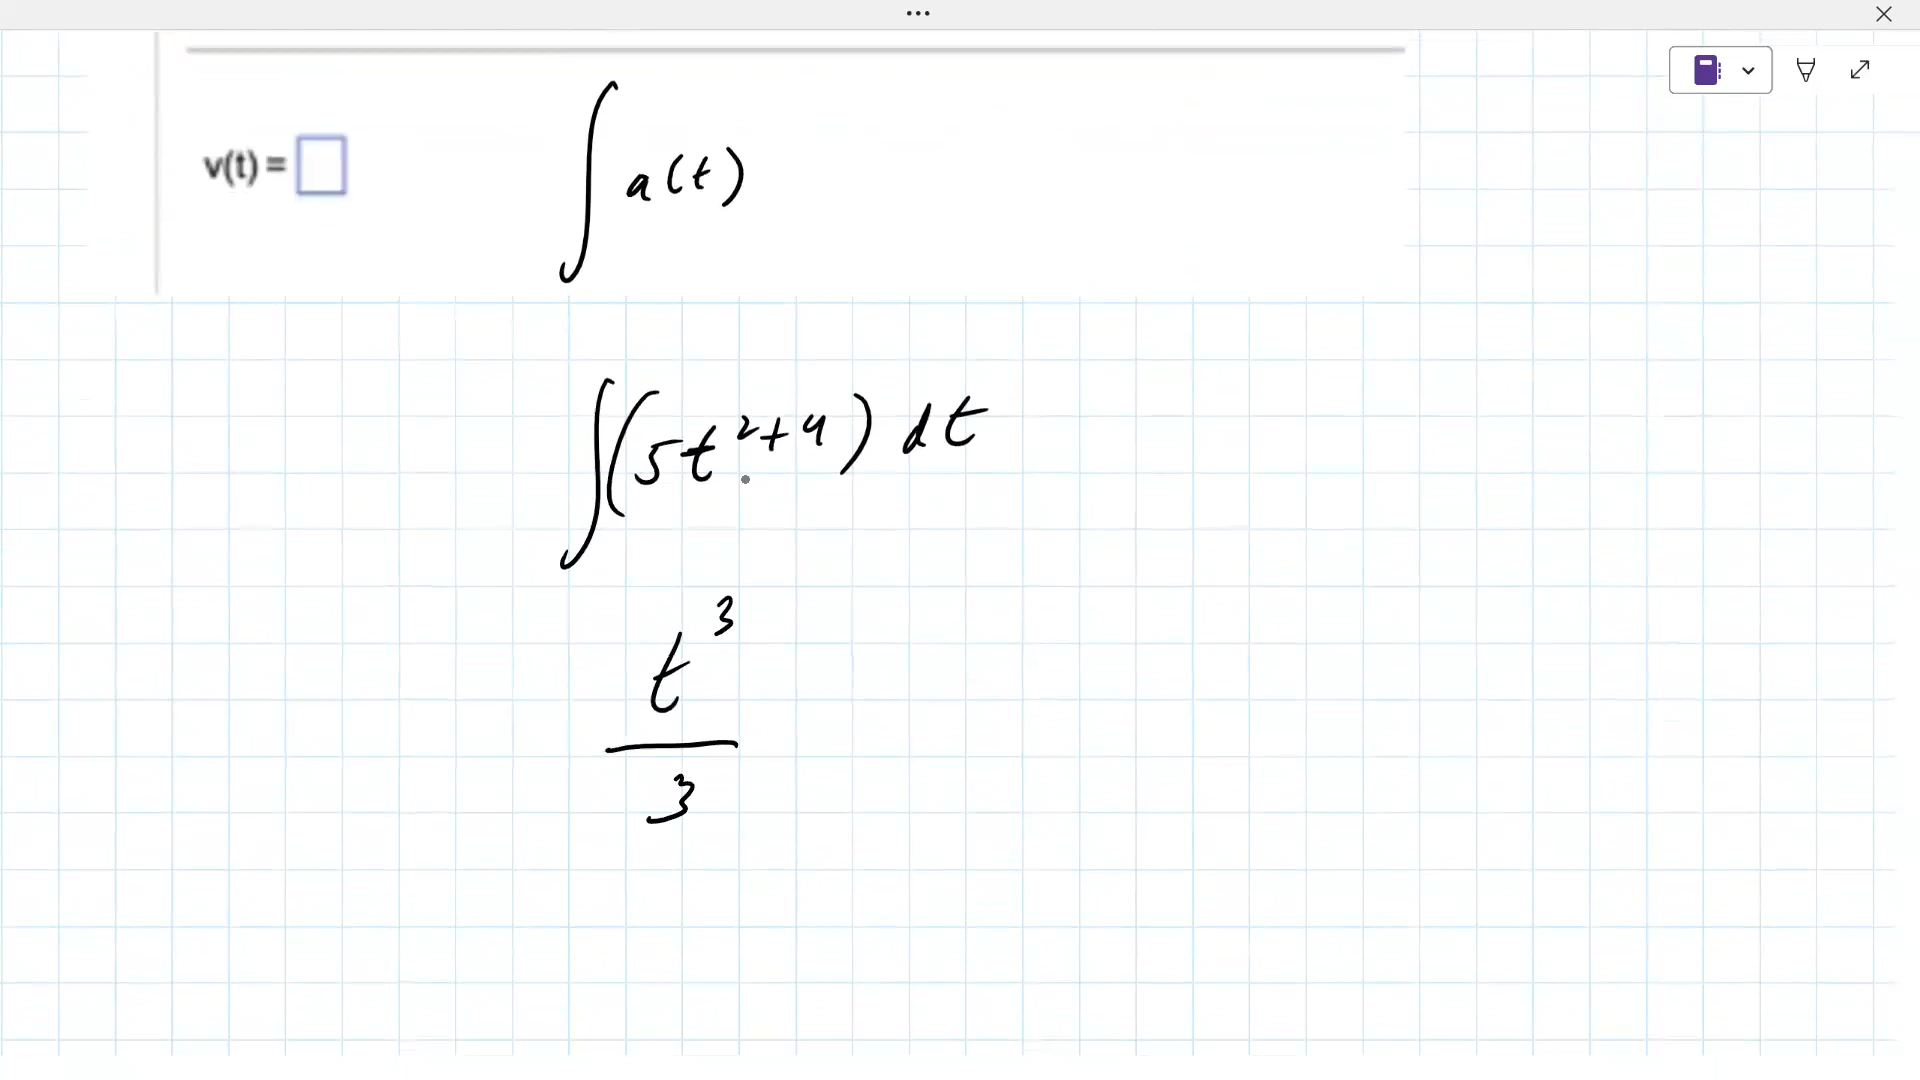 v(t) =
∫ a(t)
∫(5t²+4) dt
t³
3